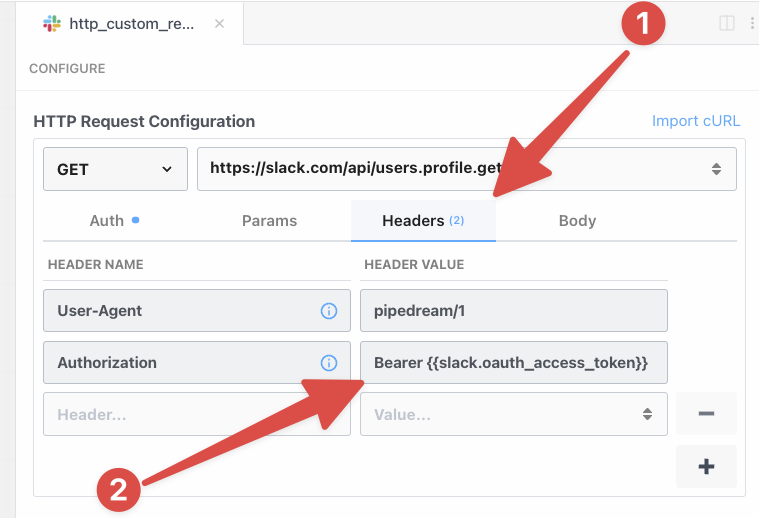 http_custom_re...
1
CONFIGURE
HTTP Request Configuration
Import cURL
GET
https://slack.com/api/users.profile.get
Auth
Params
Headers (2)
Body
HEADER NAME
HEADER VALUE
User-Agent
pipedream/1
Authorization
Bearer {{slack.oauth_access_token}}
Header...
Value...
2